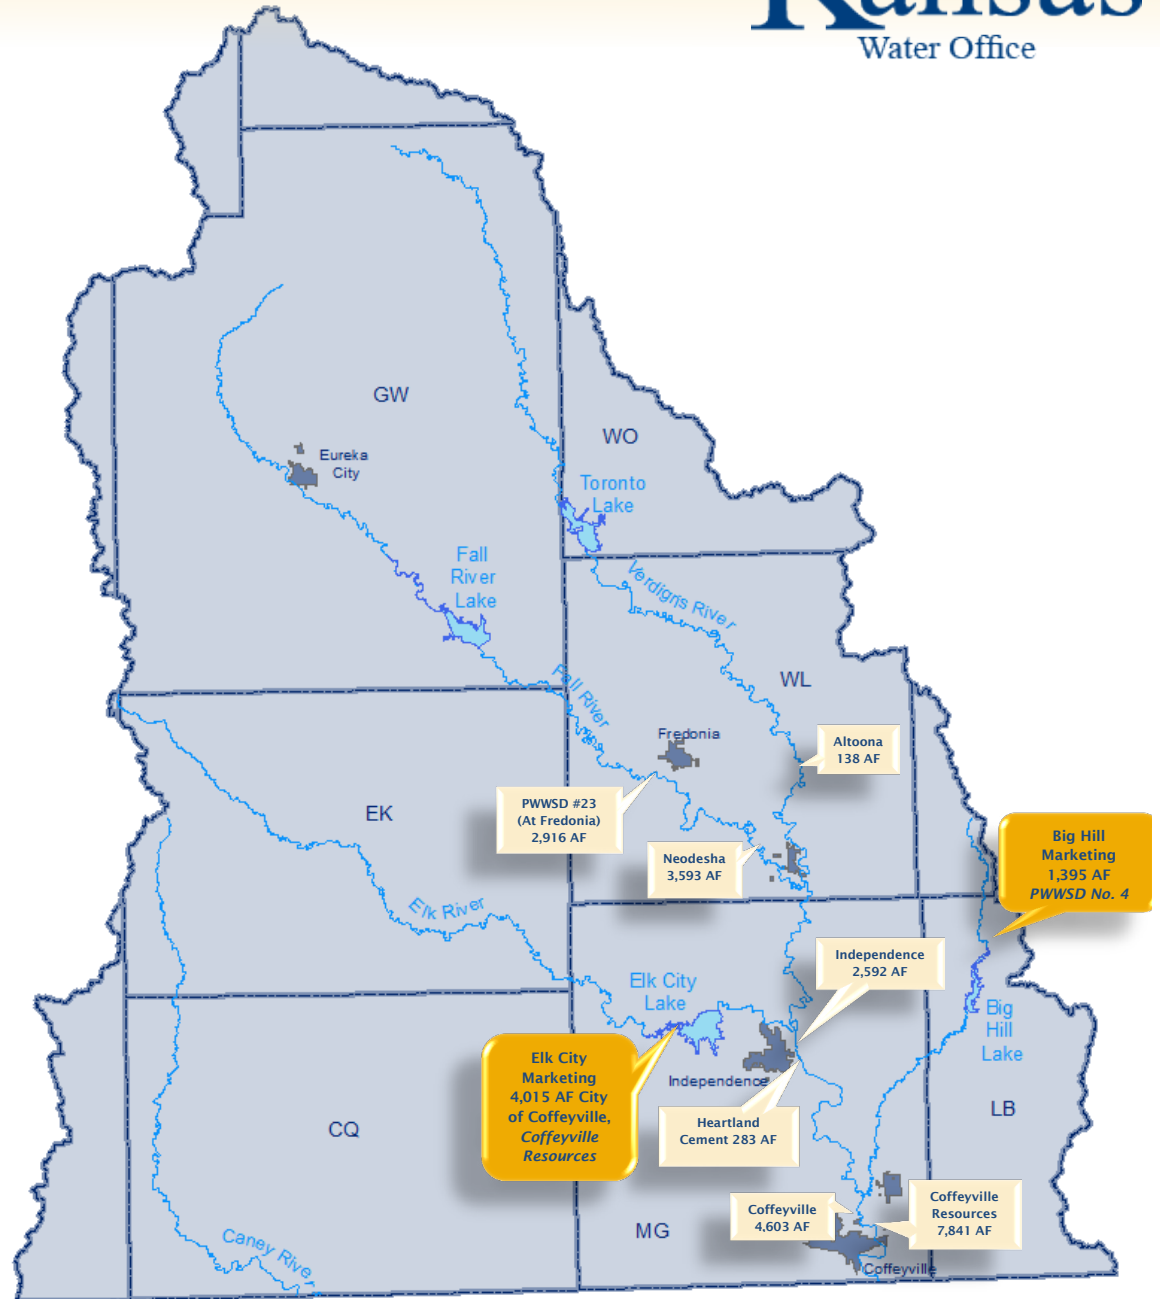 Kansas
Water Office
GW
WO
Eureka
City
Toronto
Lake
Fall
River
Lake
Verdigris River
WL
Fall River
Fredonia
Altoona
138 AF
EK
PWWSD #23
(At Fredonia)
2,916 AF
Neodesha
3,593 AF
Big Hill
Marketing
1,395 AF
PWWSD No. 4
Elk River
Independence
2,592 AF
Elk City
Lake
Big
Hill
Lake
Elk City
Marketing
4,015 AF City
of Coffeyville,
Coffeyville
Resources
Independence
LB
CQ
Heartland
Cement 283 AF
Coffeyville
4,603 AF
Coffeyville
Resources
7,841 AF
MG
Caney River
Coffeyville